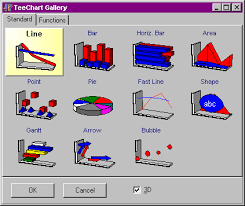 TeeChart Gallery
Standard Functions
Line Bar Horiz. Bar Area
Point Pie Fast Line Shape
abc
Gantt Arrow Bubble
OK Cancel 3D